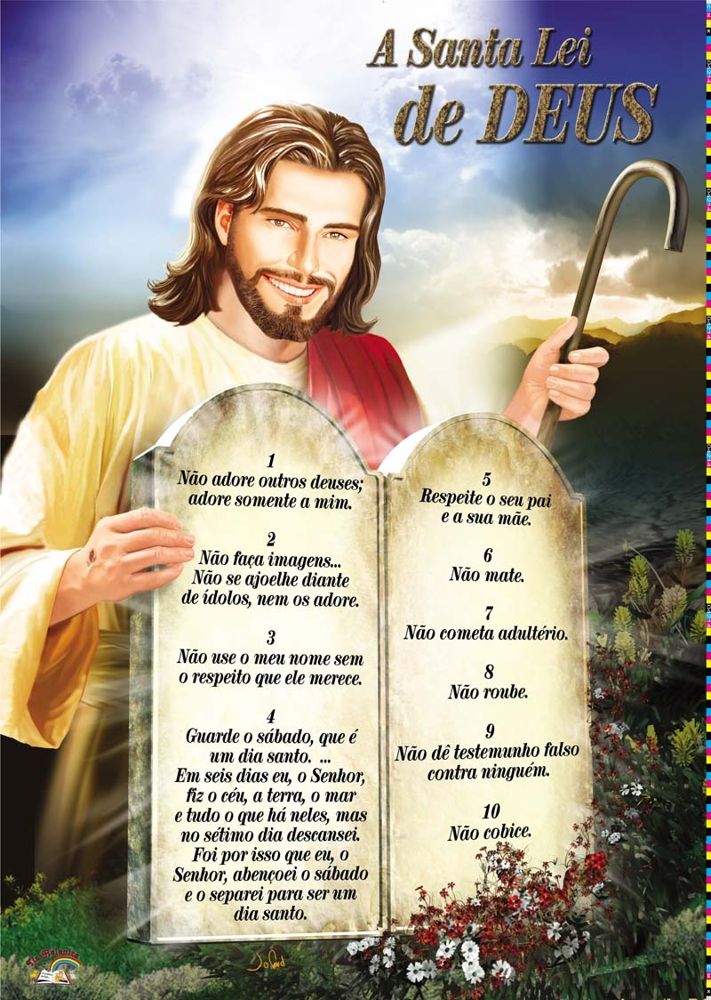 A Santa Lei
de DEUS
1
Não adore outros deuses;
adore somente a mim.
2
Não faça imagens...
Não se ajoelhe diante
de ídolos, nem os adore.
3
Não use o meu nome sem
o respeito que ele merece.
4
Guarde o sábado, que é
um dia santo. ...
Em seis dias eu, o Senhor,
fiz o céu, a terra, o mar
e tudo o que há neles, mas
no sétimo dia descansei.
Foi por isso que eu, o
Senhor, abençoei o sábado
e o separei para ser um
dia santo.
5
Respeite o seu pai
e a sua mãe.
6
Não mate.
7
Não cometa adultério.
8
Não roube.
9
Não dê testemunho falso
contra ninguém.
10
Não cobice.